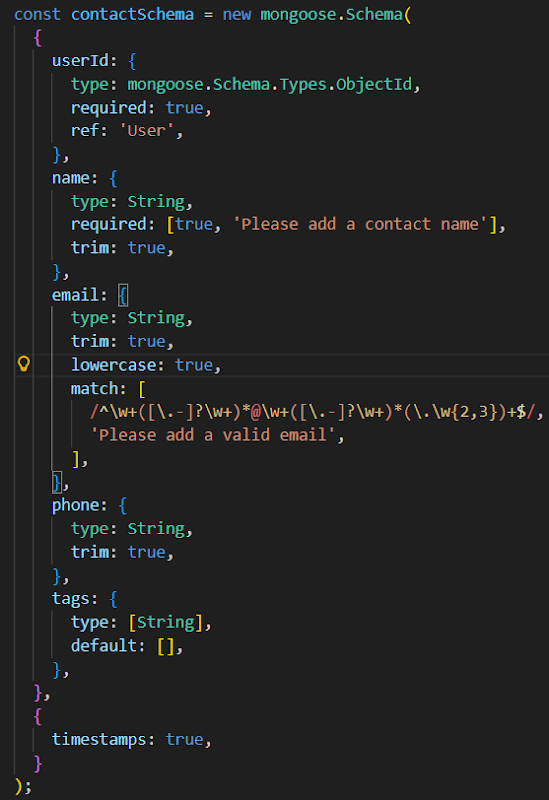 const contactSchema = new mongoose.Schema(
  {
    userId: {
      type: mongoose.Schema.Types.ObjectId,
      required: true,
      ref: 'User',
    },
    name: {
      type: String,
      required: [true, 'Please add a contact name'],
      trim: true,
    },
    email: {
      type: String,
      trim: true,
      lowercase: true,
      match: [
        /^\w+([\.-]?\w+)*@\w+([\.-]?\w+)*(\.\w{2,3})+$/,
        'Please add a valid email',
      ],
    },
    phone: {
      type: String,
      trim: true,
    },
    tags: {
      type: [String],
      default: [],
    },
  },
  {
    timestamps: true,
  }
);